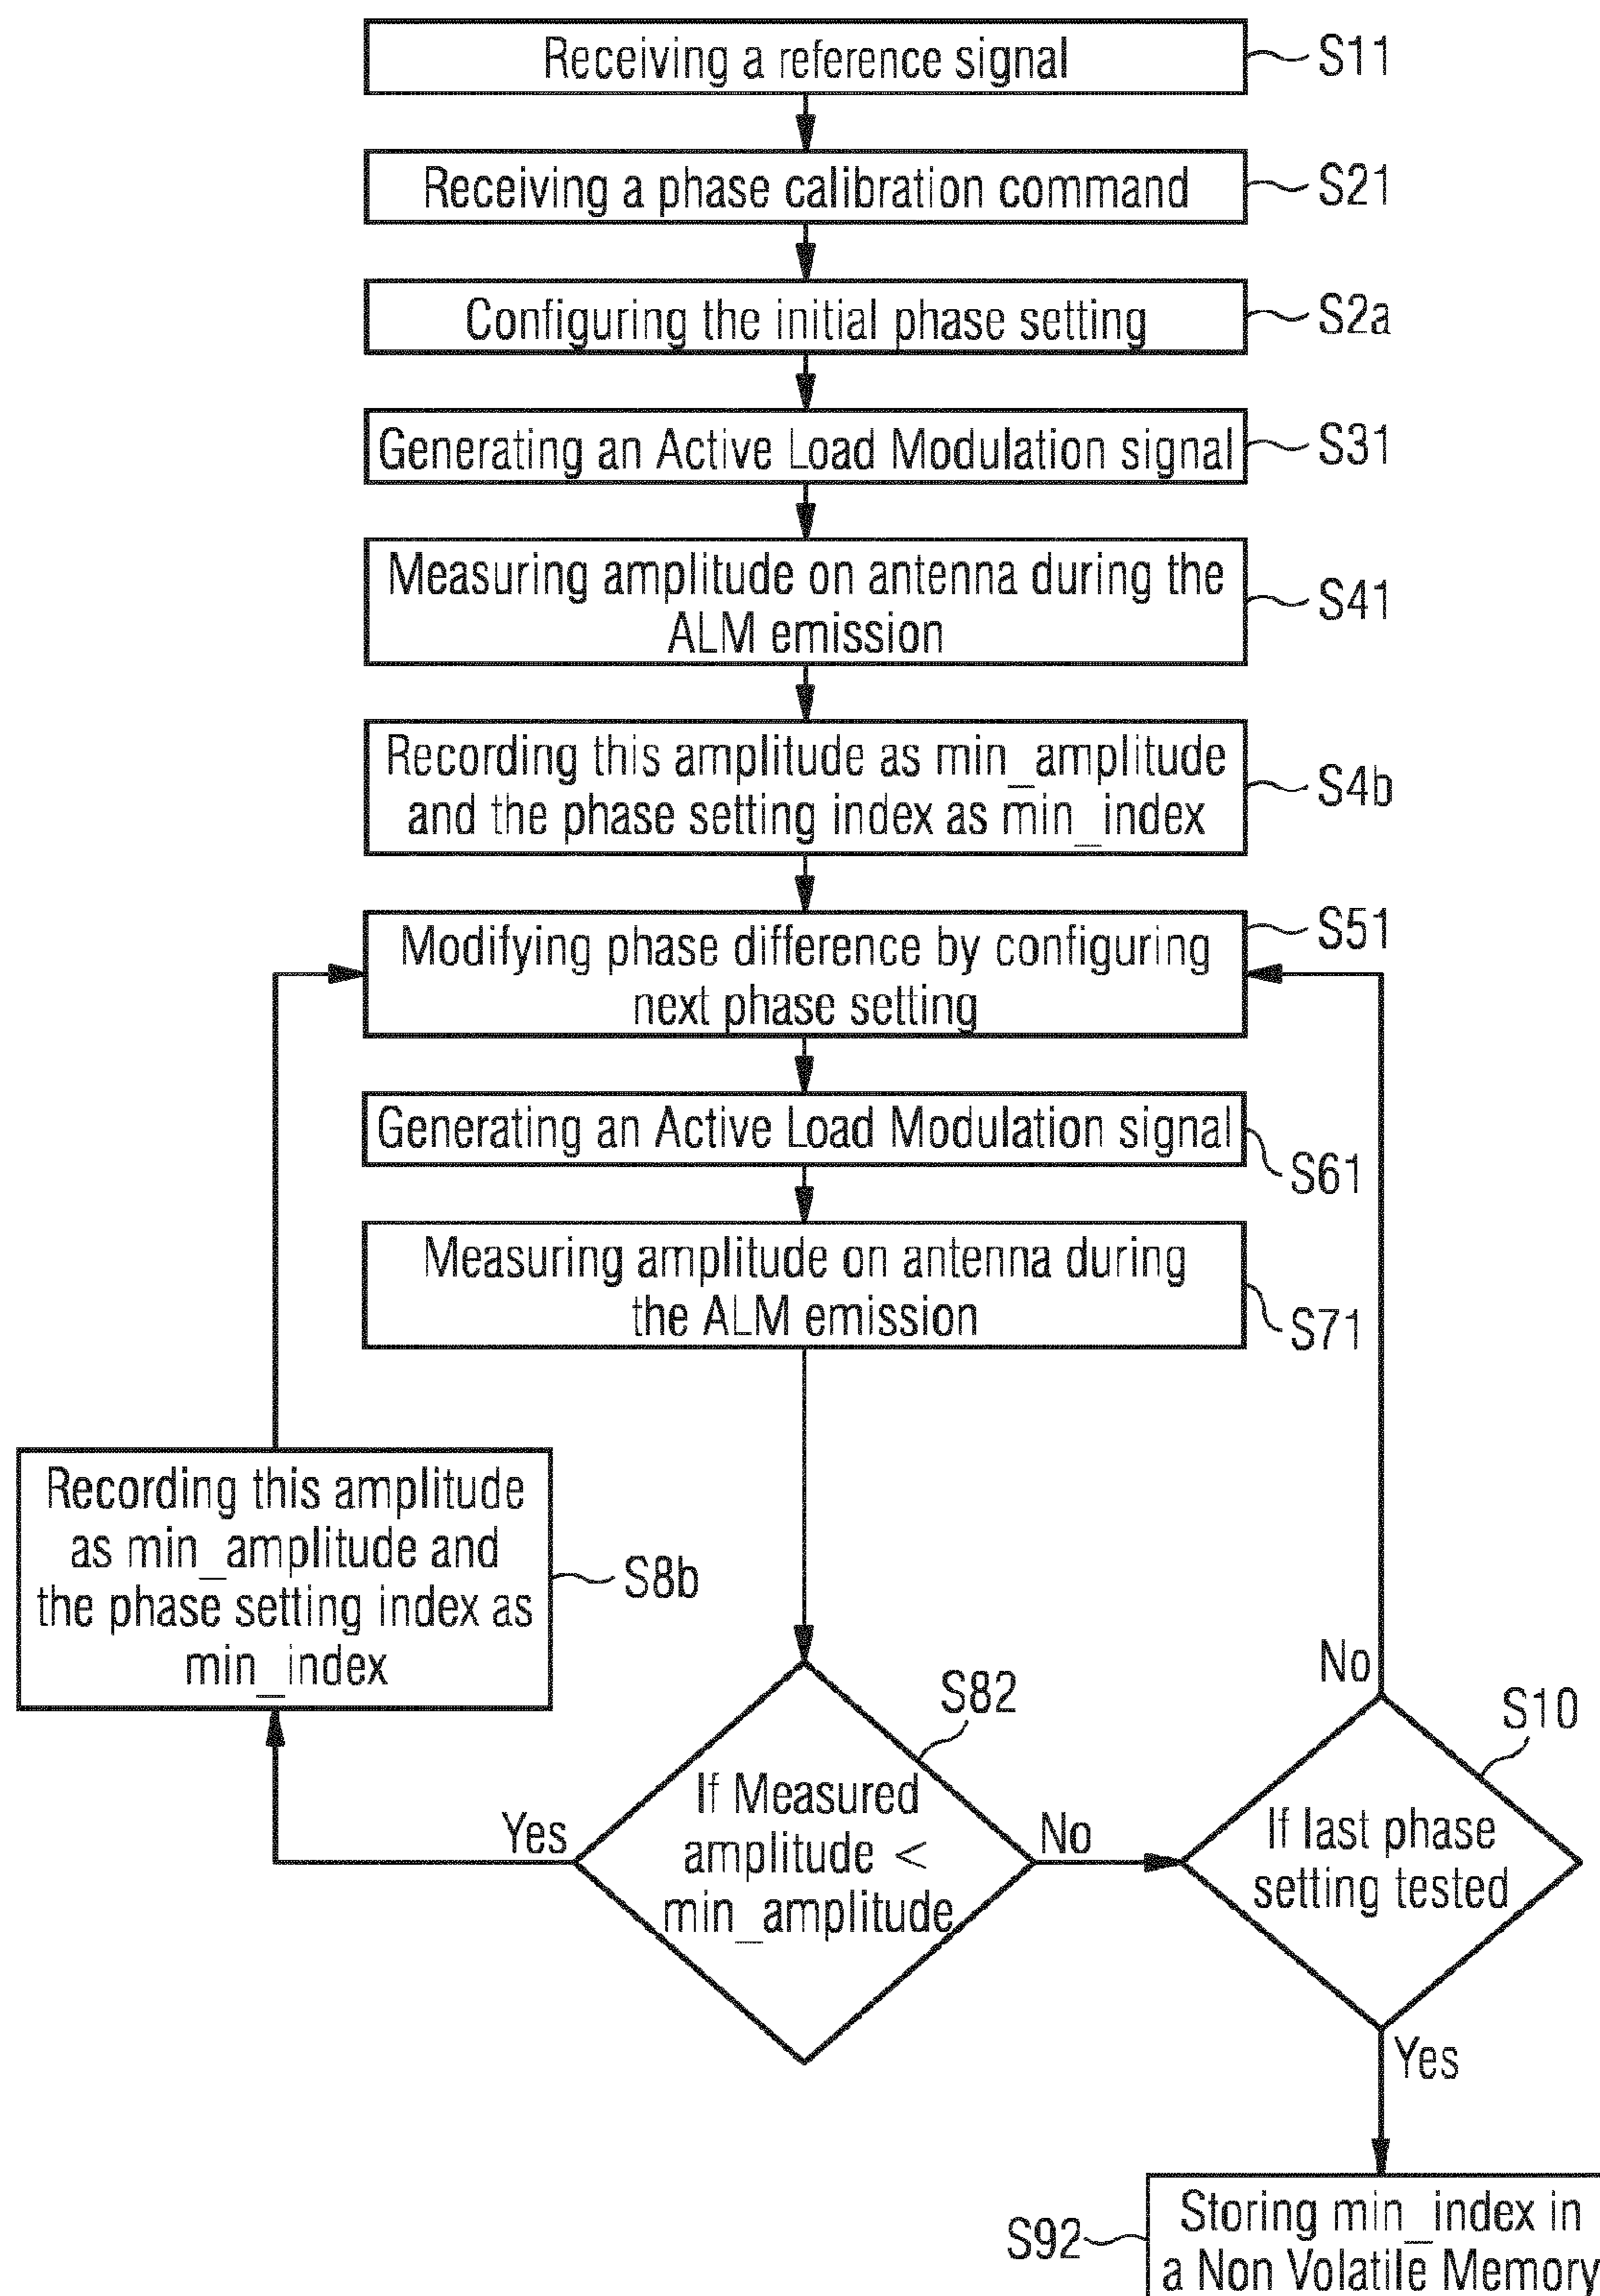 Receiving a reference signal
S11
Receiving a phase calibration command
S21
Configuring the initial phase setting
S2a
Generating an Active Load Modulation signal
S31
Measuring amplitude on antenna during the
ALM emission
S41
Recording this amplitude as min_amplitude
and the phase setting index as min_index
S4b
Modifying phase difference by configuring
next phase setting
S51
Generating an Active Load Modulation signal
S61
Measuring amplitude on antenna during
the ALM emission
S71
Recording this amplitude
as min_amplitude and
the phase setting index as
min_index
S8b
If Measured
amplitude <
min_amplitude
S82
Yes
No
If last phase
setting tested
S10
No
Yes
Storing min_index in
a Non Volatile Memory
S92